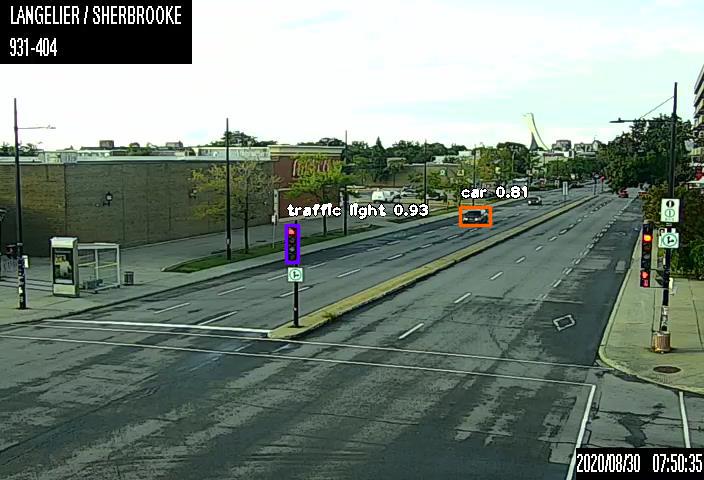 LANGELIER / SHERBROOKE
931-404
car 0.81
traffic light 0.93
2020/08/30 07:50:35